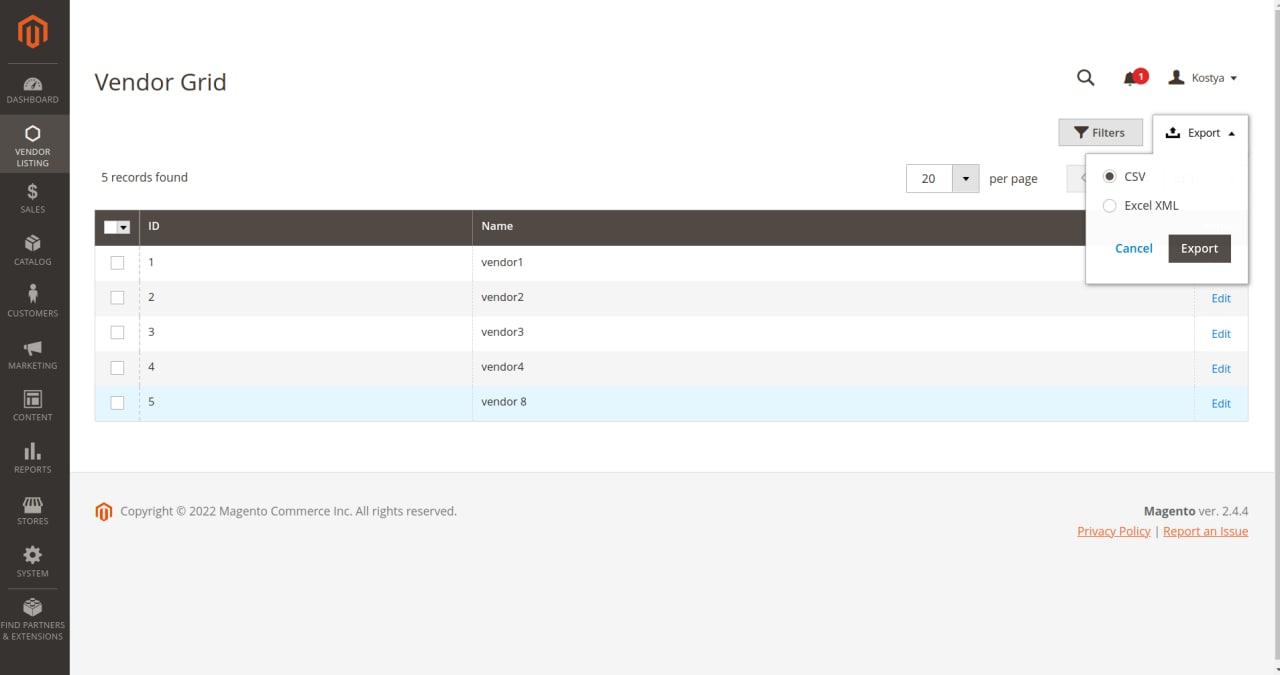 DASHBOARD
VENDOR
LISTING
SALES
CATALOG
CUSTOMERS
MARKETING
CONTENT
REPORTS
STORES
SYSTEM
FIND PARTNERS
& EXTENSIONS
Vendor Grid
1
Kostya
Filters
Export
5 records found
20
per page
CSV
Excel XML
Cancel
Export
ID Name
1 vendor1
2 vendor2 Edit
3 vendor3 Edit
4 vendor4 Edit
5 vendor 8 Edit
Copyright © 2022 Magento Commerce Inc. All rights reserved.
Magento ver. 2.4.4
Privacy Policy | Report an Issue